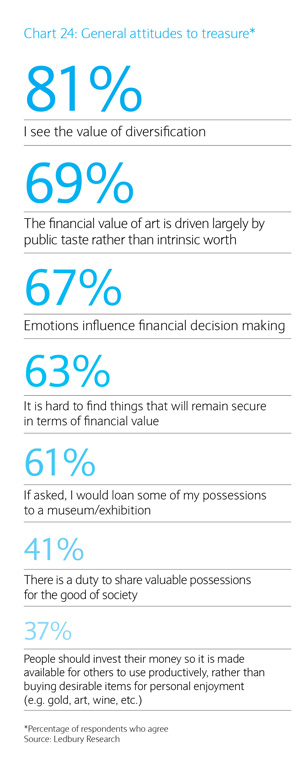 Chart 24: General attitudes to treasure*
81%
I see the value of diversification
69%
The financial value of art is driven largely by
public taste rather than intrinsic worth
67%
Emotions influence financial decision making
63%
It is hard to find things that will remain secure
in terms of financial value
61%
If asked, I would loan some of my possessions
to a museum/exhibition
41%
There is a duty to share valuable possessions
for the good of society
37%
People should invest their money so it is made
available for others to use productively, rather than
buying desirable items for personal enjoyment
(e.g. gold, art, wine, etc.)
*Percentage of respondents who agree
Source: Ledbury Research